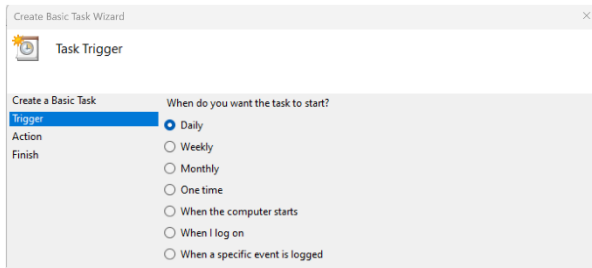 Create Basic Task Wizard
Task Trigger
Create a Basic Task
Trigger
Action
Finish
When do you want the task to start?
Daily
Weekly
Monthly
One time
When the computer starts
When I log on
When a specific event is logged